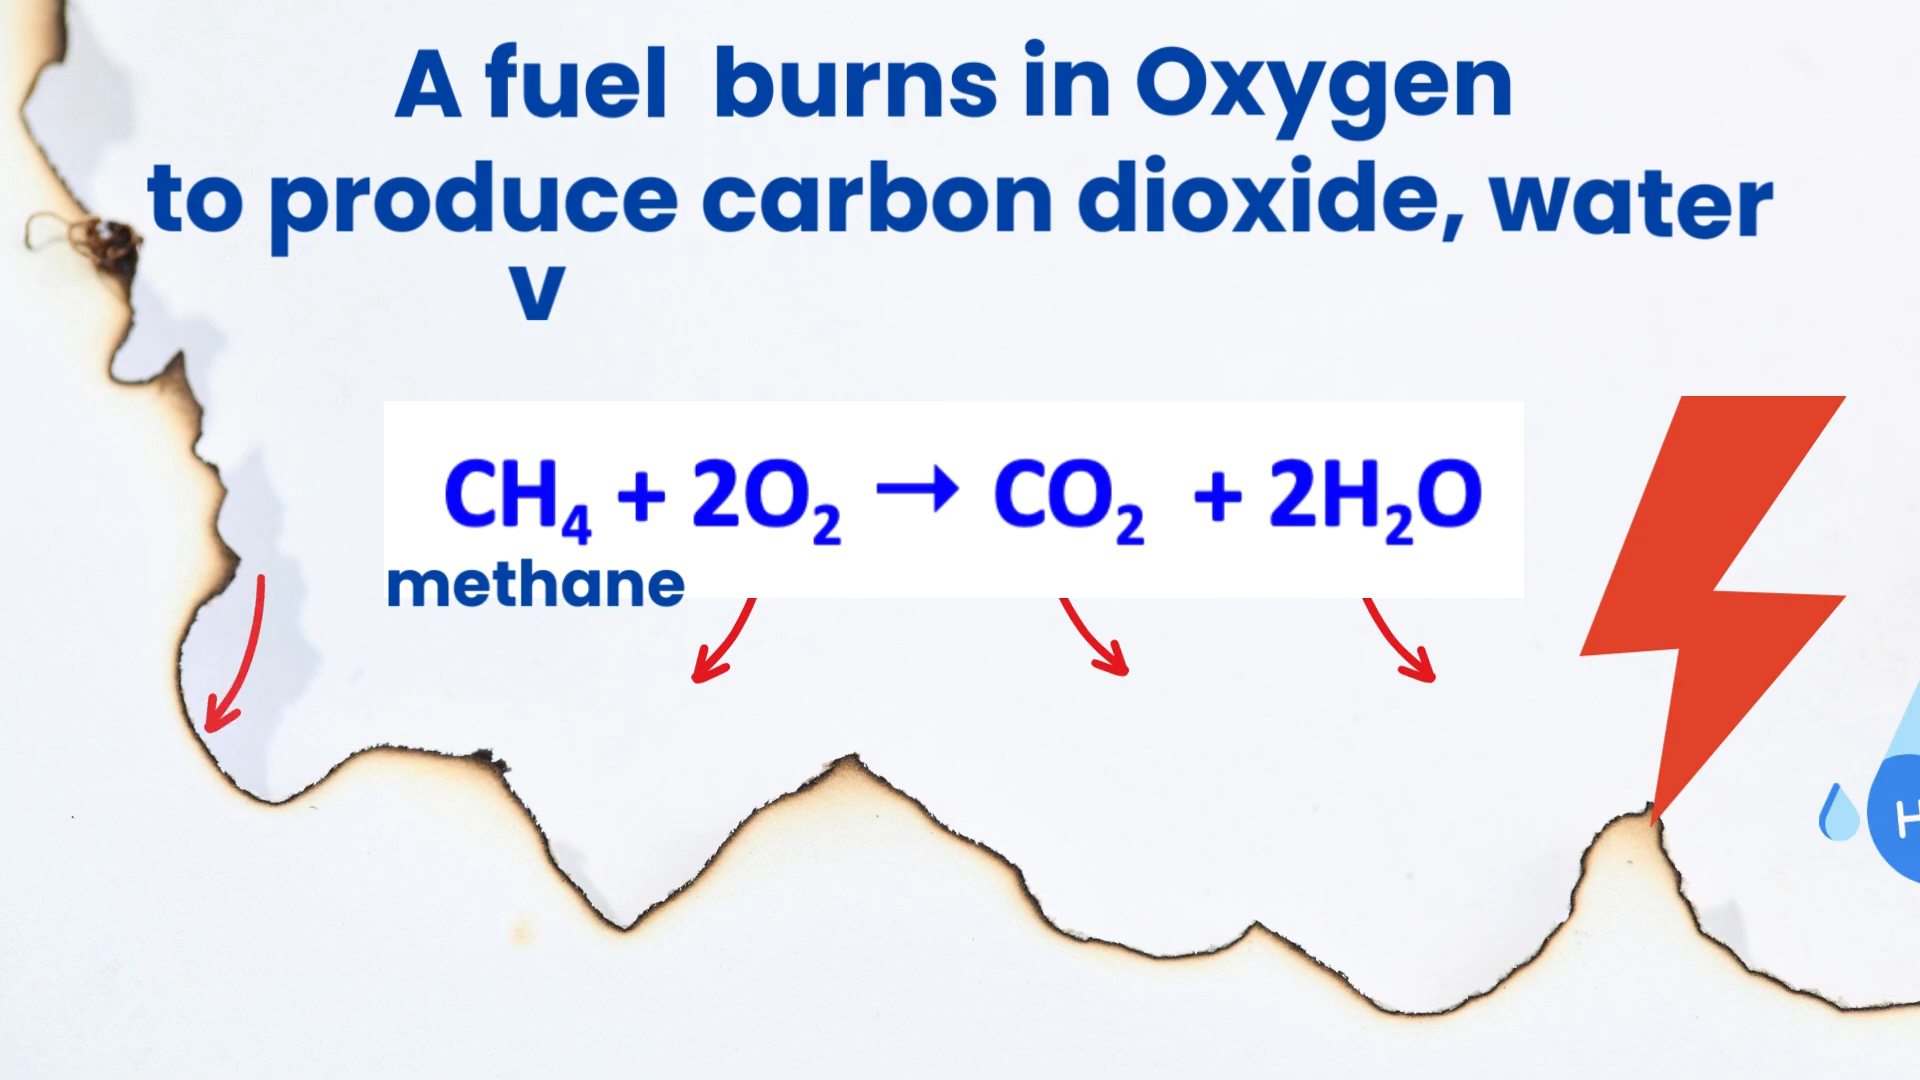 A fuel burns in Oxygen
to produce carbon dioxide, water
v
CH₄ + 2O₂ → CO₂ + 2H₂O
methane
H